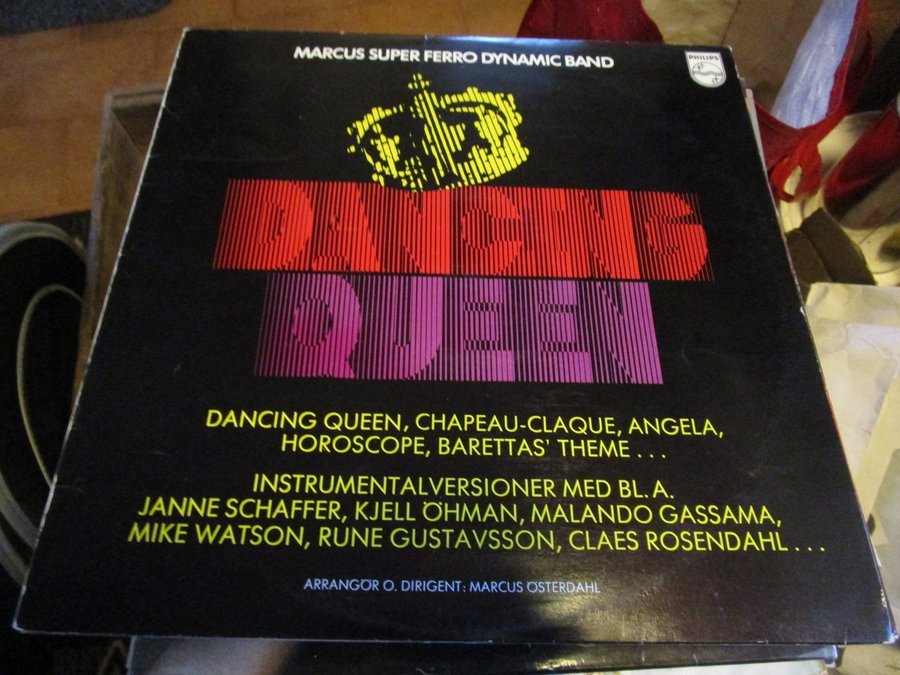 MARCUS SUPER FERRO DYNAMIC BAND
PHILIPS
DANCING
QUEEN
DANCING QUEEN, CHAPEAU-CLAQUE, ANGELA,
HOROSCOPE, BARETTAS' THEME . . .
INSTRUMENTALVERSIONER MED BL. A.
JANNE SCHAFFER, KJELL ÖHMAN, MALANDO GASSAMA,
MIKE WATSON, RUNE GUSTAVSSON, CLAES ROSENDAHL . . .
ARRANGÖR O. DIRIGENT: MARCUS ÖSTERDAHL